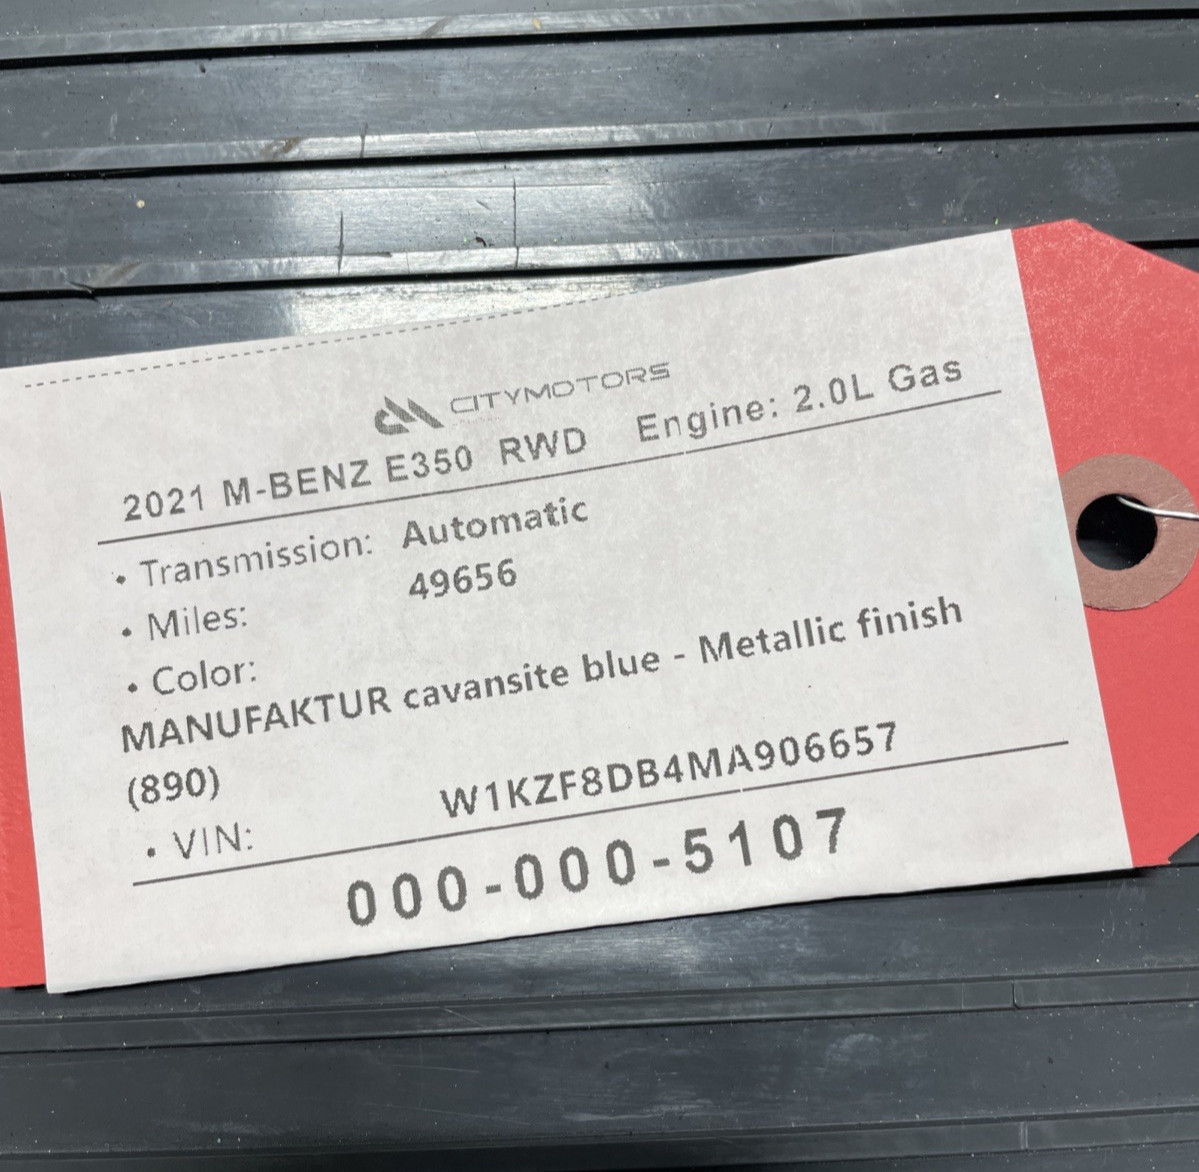 CITYMOTORS
2021 M-BENZ E350 RWD Engine: 2.0L Gas
• Transmission: Automatic
• Miles: 49656
• Color:
MANUFAKTUR cavansite blue - Metallic finish
(890)
• VIN: W1KZF8DB4MA906657
000-000-5107